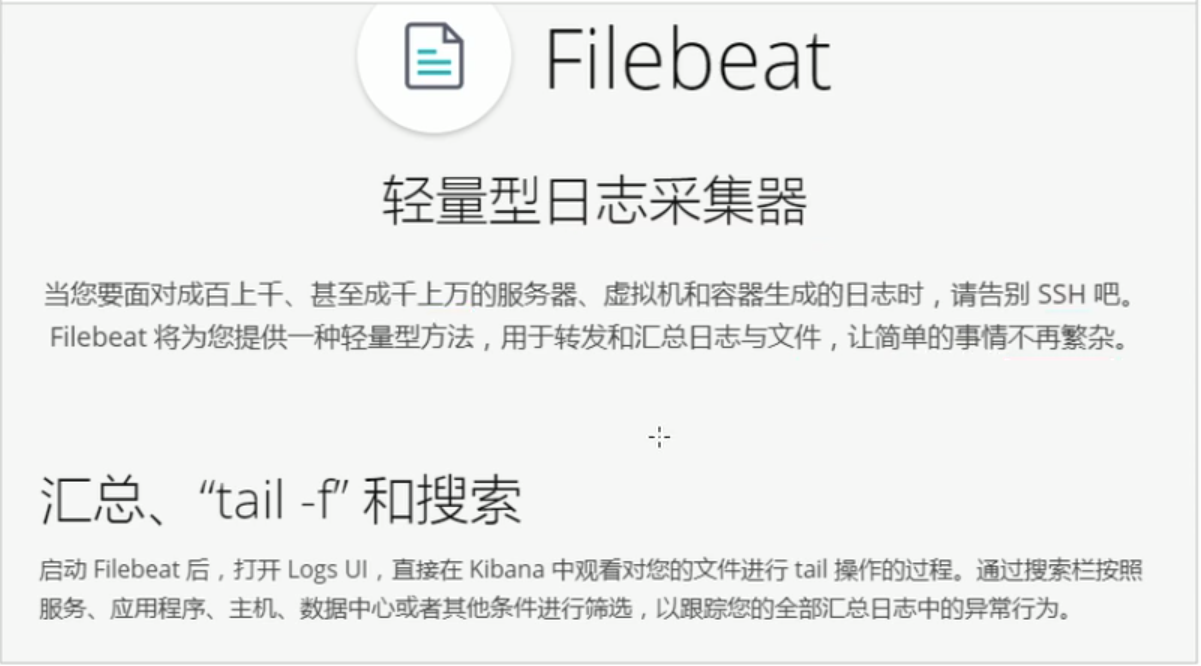 Filebeat
轻量型日志采集器
当您要面对成百上千、甚至成千上万的服务器、虚拟机和容器生成的日志时，请告别 SSH 吧。
Filebeat 将为您提供一种轻量型方法，用于转发和汇总日志与文件，让简单的事情不再繁杂。
汇总、“tail -f” 和搜索
启动 Filebeat 后，打开 Logs UI，直接在 Kibana 中观看对您的文件进行 tail 操作的过程。通过搜索栏按照
服务、应用程序、主机、数据中心或者其他条件进行筛选，以跟踪您的全部汇总日志中的异常行为。